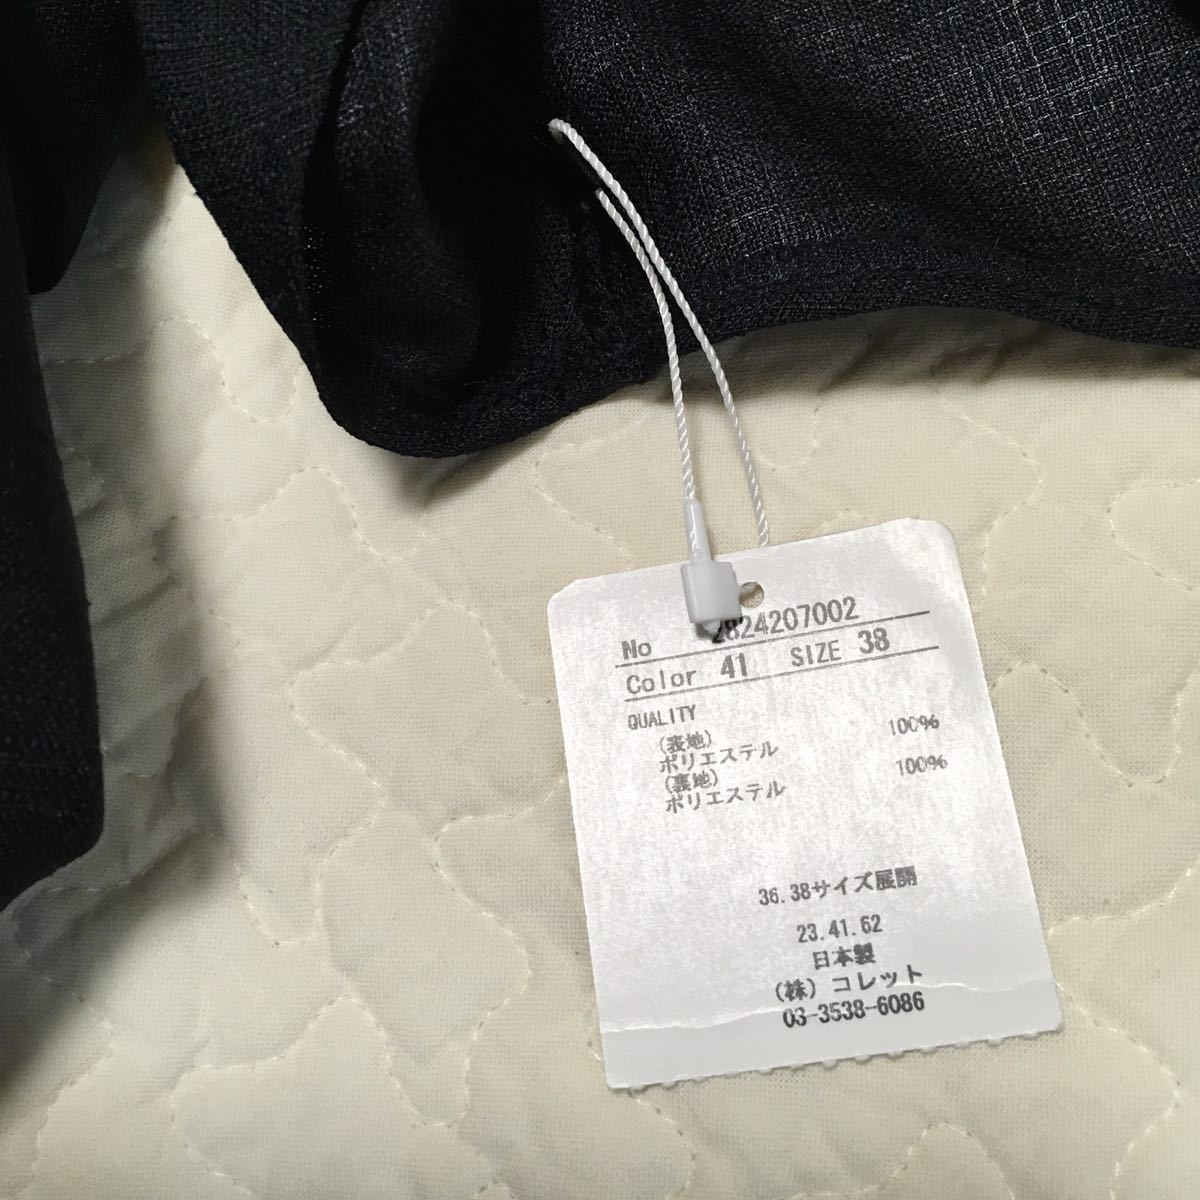 No 2824207002
Color 41 SIZE 38
QUALITY
(表地) 100%
ポリエステル
(裏地) 100%
ポリエステル
36.38サイズ展開
23.41.62
日本製
(株) コレット
03-3538-6086